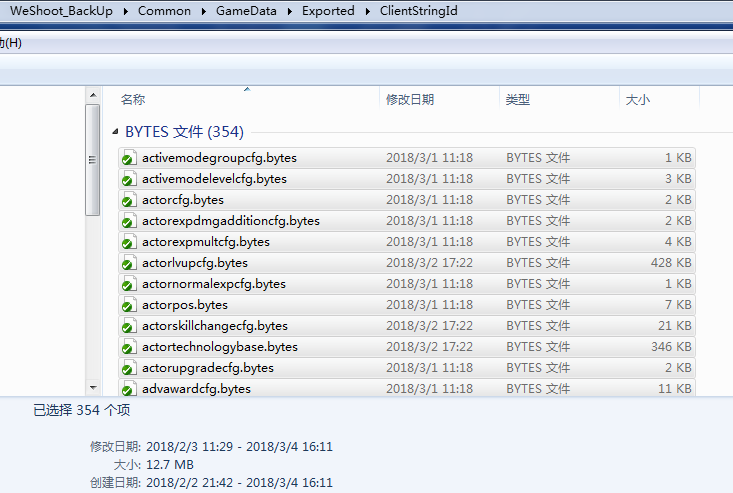 WeShoot_BackUp Common GameData Exported ClientStringId
(H)
名称 修改日期 类型 大小
BYTES 文件 (354)
activemodegroupcfg.bytes 2018/3/1 11:18 BYTES 文件 1 KB
activemodelevelcfg.bytes 2018/3/1 11:18 BYTES 文件 3 KB
actorcfg.bytes 2018/3/1 11:18 BYTES 文件 2 KB
actorexpdmgadditioncfg.bytes 2018/3/1 11:18 BYTES 文件 2 KB
actorexpmultcfg.bytes 2018/3/1 11:18 BYTES 文件 4 KB
actorlvupcfg.bytes 2018/3/2 17:22 BYTES 文件 428 KB
actornormalexpcfg.bytes 2018/3/1 11:18 BYTES 文件 1 KB
actorpos.bytes 2018/3/1 11:18 BYTES 文件 7 KB
actorskillchangecfg.bytes 2018/3/2 17:22 BYTES 文件 21 KB
actortechnologybase.bytes 2018/3/2 17:22 BYTES 文件 346 KB
actorupgradecfg.bytes 2018/3/1 11:18 BYTES 文件 2 KB
advawardcfg.bytes 2018/3/1 11:18 BYTES 文件 11 KB
已选择 354 个项
修改日期: 2018/2/3 11:29 - 2018/3/4 16:11
大小: 12.7 MB
创建日期: 2018/2/2 21:42 - 2018/3/4 16:11